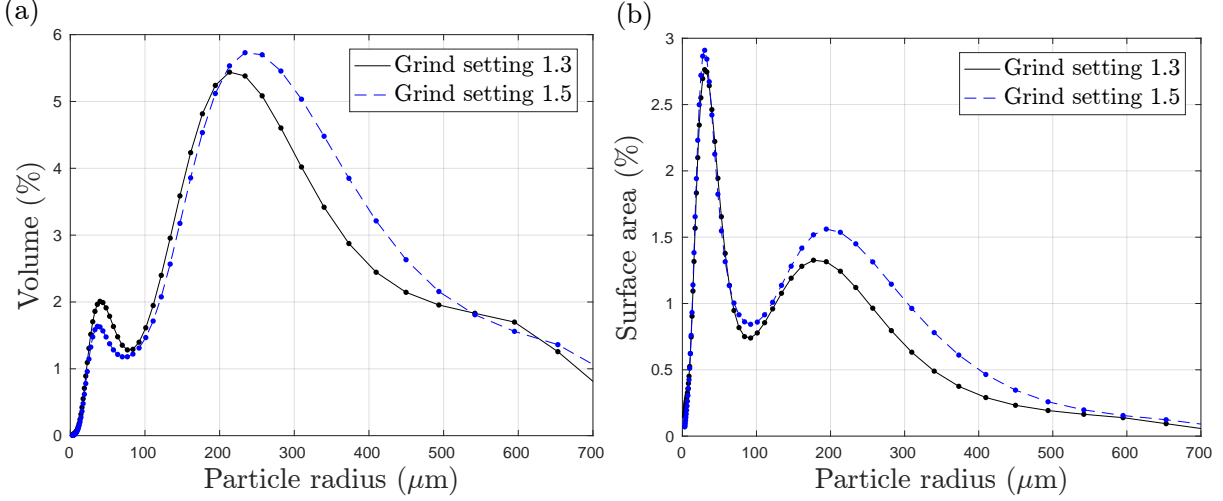 (a)
Volume (%)
6
5
4
3
2
1
0
0 100 200 300 400 500 600 700
Particle radius (μm)
Grind setting 1.3
Grind setting 1.5
(b)
Surface area (%)
3
2.5
2
1.5
1
0.5
0
0 100 200 300 400 500 600 700
Particle radius (μm)
Grind setting 1.3
Grind setting 1.5